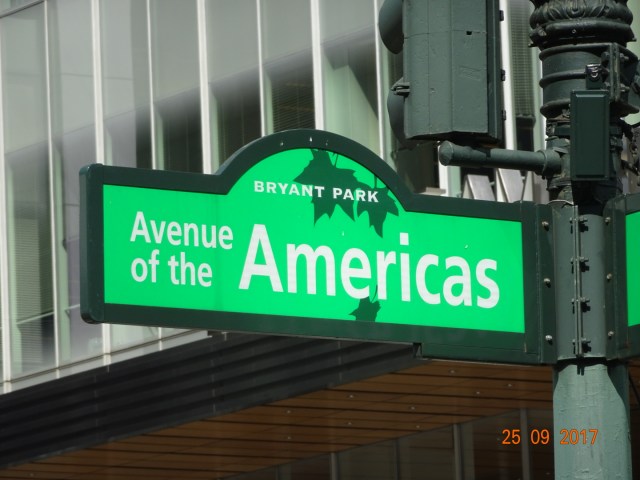 BRYANT PARK
Avenue
of the
Americas
25 09 2017